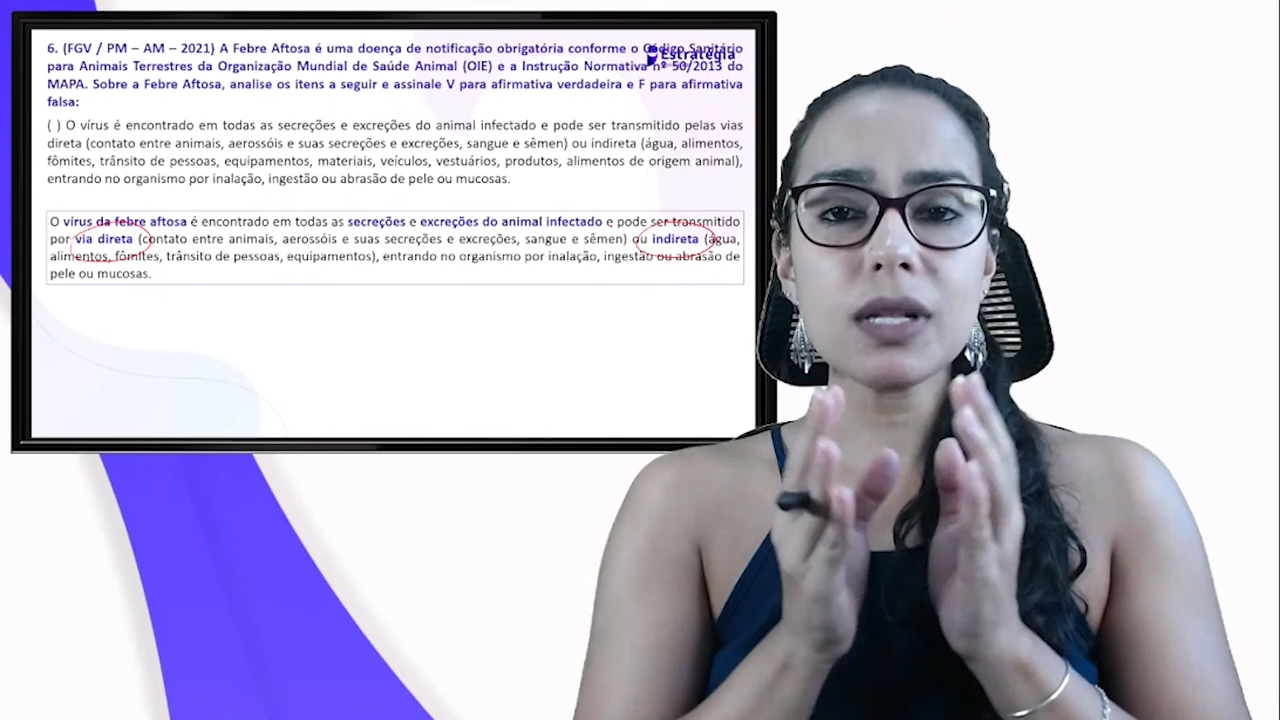 6. (FGV / PM – AM – 2021) A Febre Aftosa é uma doença de notificação obrigatória conforme o Código Sanitário
Estratégia
para Animais Terrestres da Organização Mundial de Saúde Animal (OIE) e a Instrução Normativa nº 50/2013 do
MAPA. Sobre a Febre Aftosa, analise os itens a seguir e assinale V para afirmativa verdadeira e F para afirmativa
falsa:
( ) O vírus é encontrado em todas as secreções e excreções do animal infectado e pode ser transmitido pelas vias
direta (contato entre animais, aerossóis e suas secreções e excreções, sangue e sêmen) ou indireta (água, alimentos,
fômites, trânsito de pessoas, equipamentos, materiais, veículos, vestuários, produtos, alimentos de origem animal),
entrando no organismo por inalação, ingestão ou abrasão de pele ou mucosas.
O vírus da febre aftosa é encontrado em todas as secreções e excreções do animal infectado e pode ser transmitido
por via direta (contato entre animais, aerossóis e suas secreções e excreções, sangue e sêmen) ou indireta (água,
alimentos, fômites, trânsito de pessoas, equipamentos), entrando no organismo por inalação, ingestão ou abrasão de
pele ou mucosas.